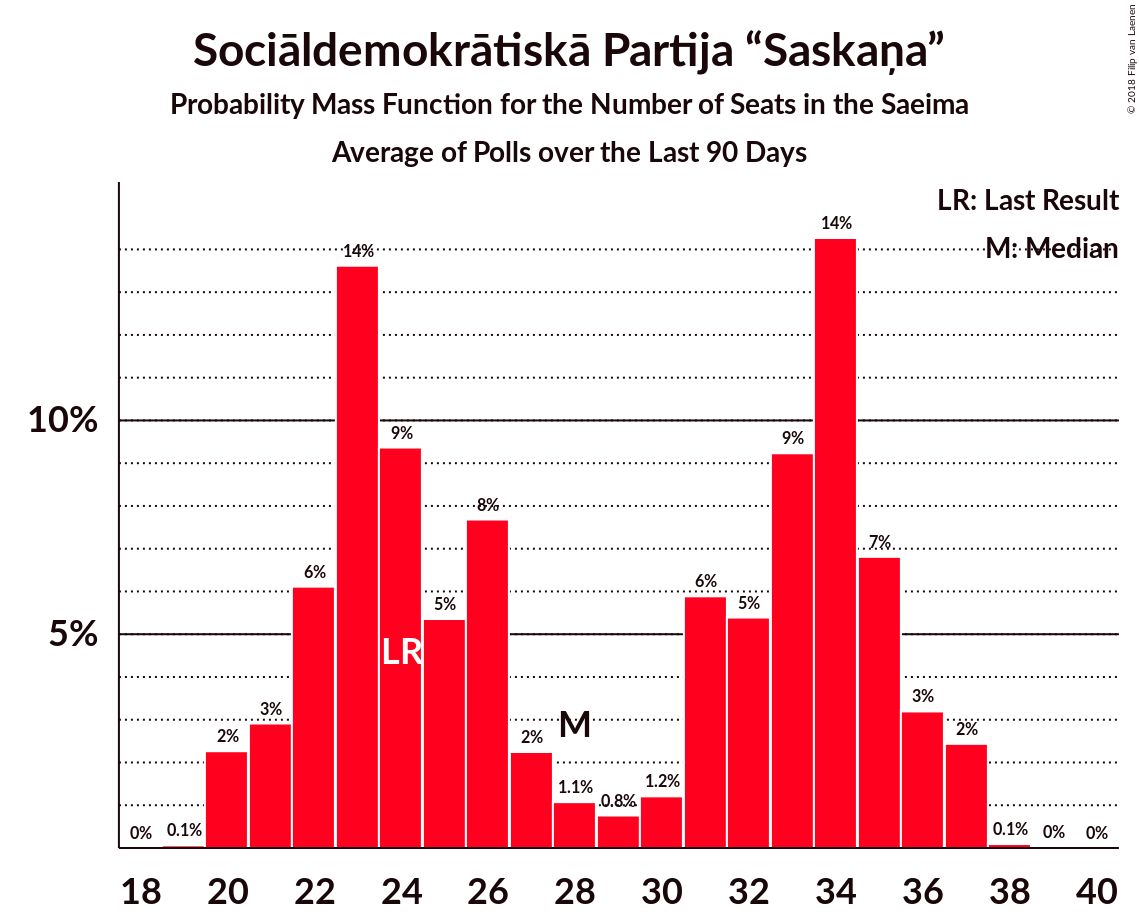 Sociāldemokrātiskā Partija “Saskaņa”
Probability Mass Function for the Number of Seats in the Saeima
Average of Polls over the Last 90 Days
© 2018 Filip van Laenen
LR: Last Result
M: Median
10%
5%
0% 0.1% 2% 3% 6% 14% 9% 5% 8% 2% 1.1% 0.8% 1.2% 6% 5% 9% 14% 7% 3% 2% 0.1% 0% 0%
LR
M
18 20 22 24 26 28 30 32 34 36 38 40